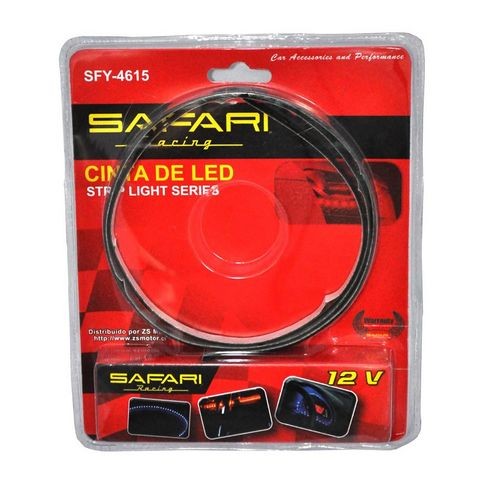 Car Accessories and Performance
SFY-4615
SAFARI
Racing
CINTA DE LED
STRIP LIGHT SERIES
Warranty
Distribuido por ZS
http://www.zsmotor.c
SAFARI
Racing
12 V